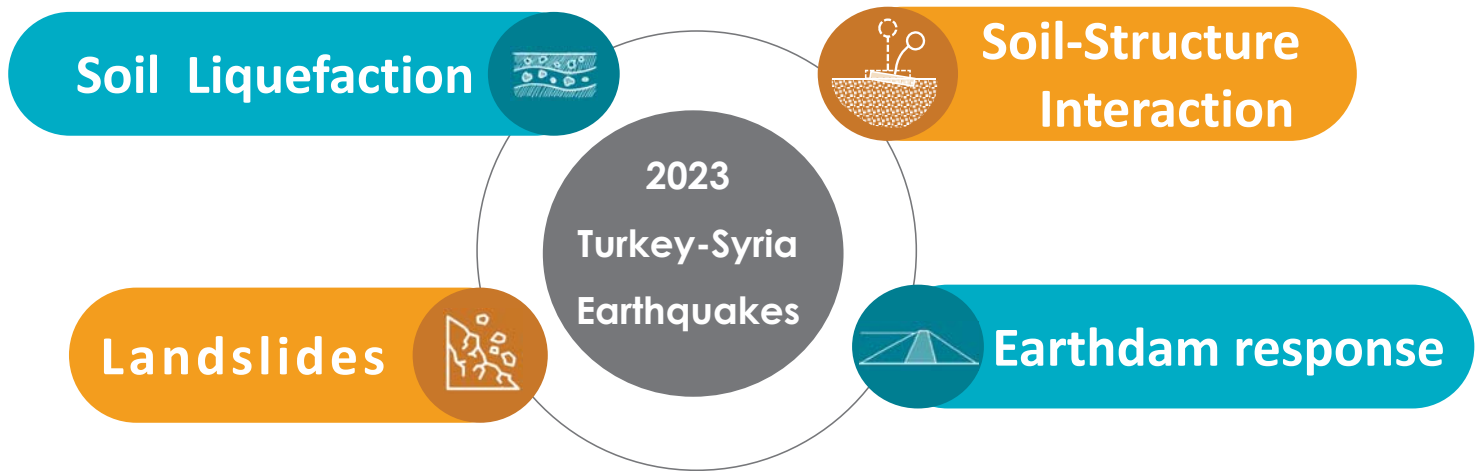 Soil Liquefaction
Soil-Structure
Interaction
2023
Turkey-Syria
Earthquakes
Landslides
Earthdam response